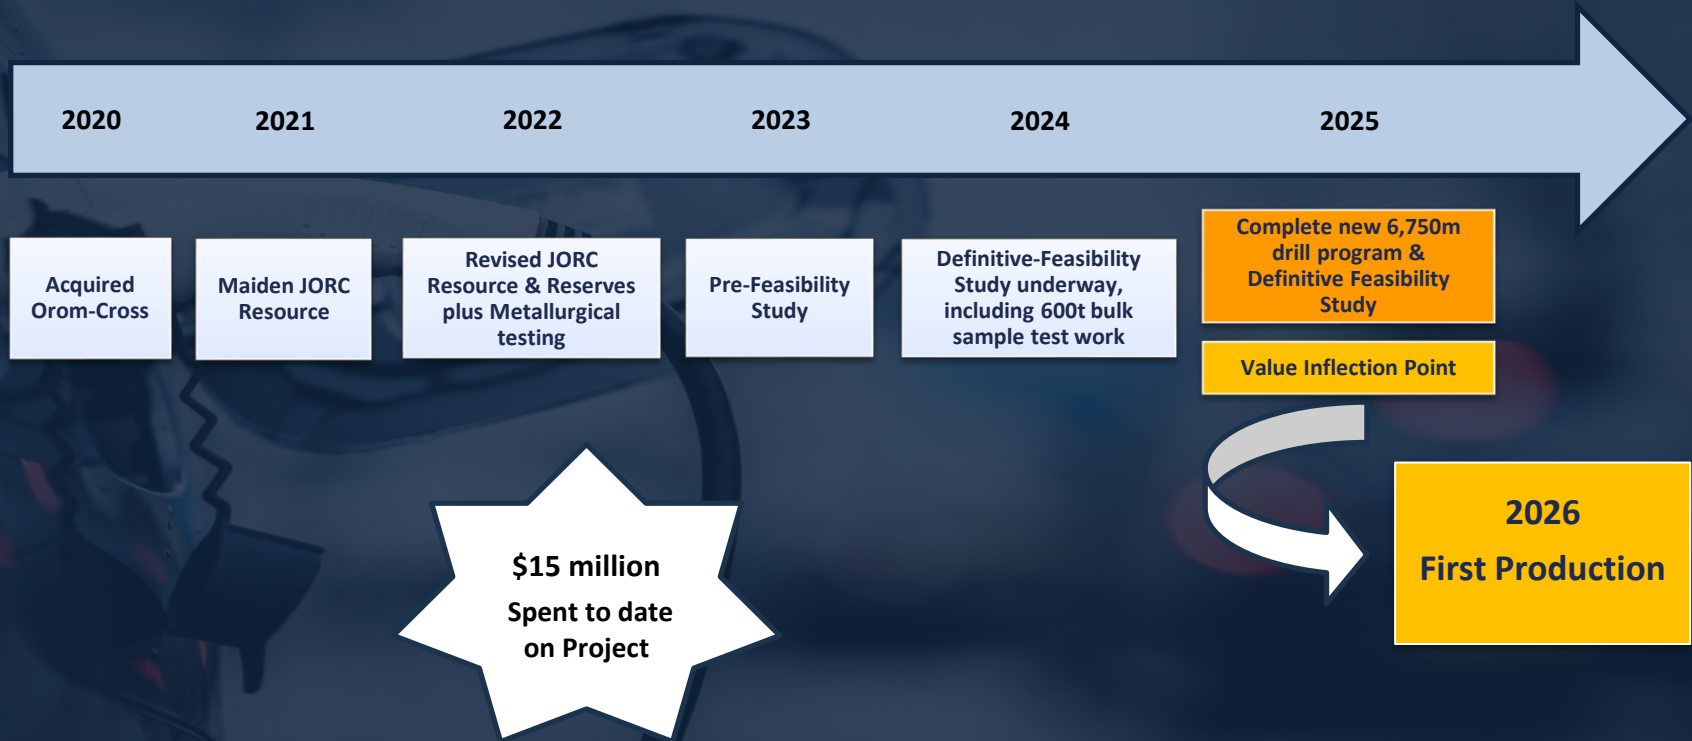 2020
2021
2022
2023
2024
2025
Acquired
Orom-Cross
Maiden JORC
Resource
Revised JORC
Resource & Reserves
plus Metallurgical
testing
Pre-Feasibility
Study
Definitive-Feasibility
Study underway,
including 600t bulk
sample test work
Complete new 6,750m
drill program &
Definitive Feasibility
Study
Value Inflection Point
$15 million
Spent to date
on Project
2026
First Production